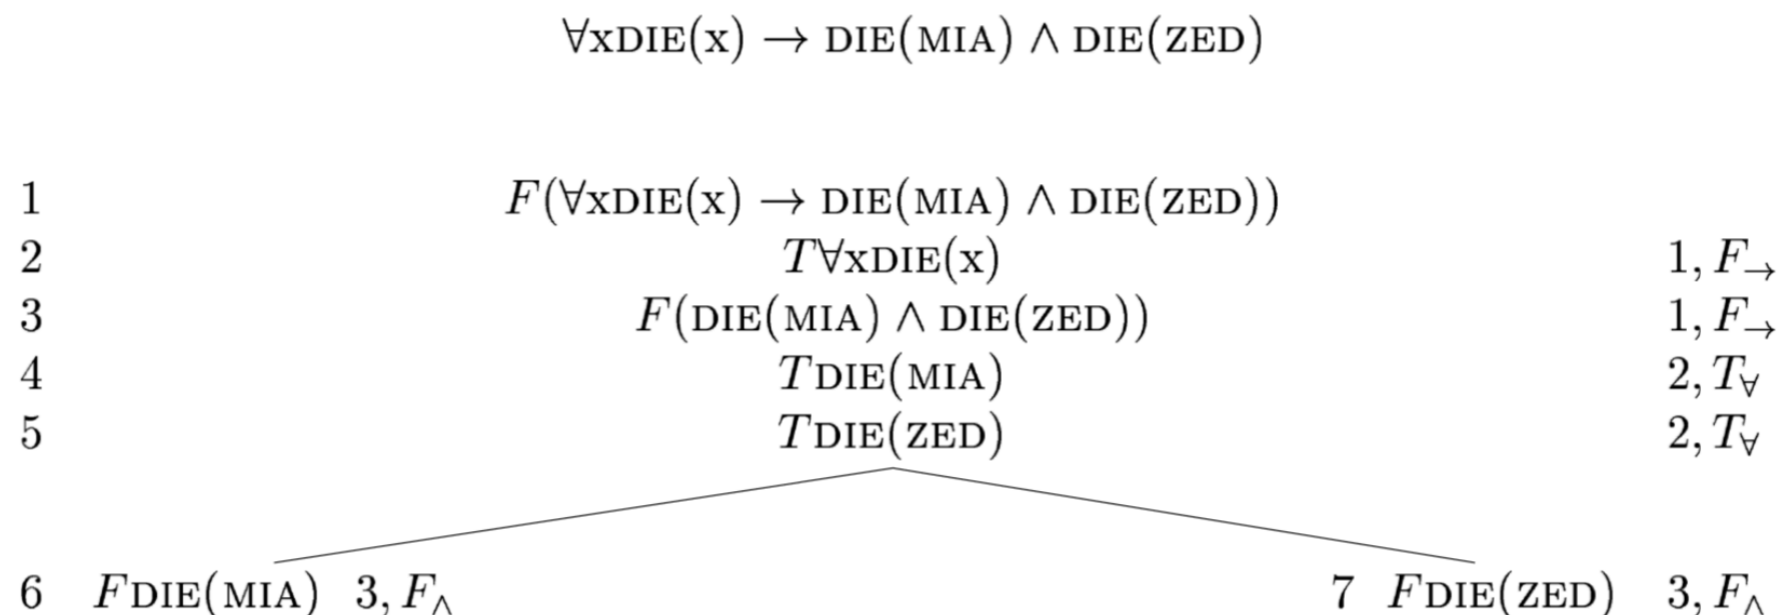 ∀xDIE(x) → DIE(MIA) ∧ DIE(ZED)
1 F(∀xDIE(x) → DIE(MIA) ∧ DIE(ZED))
2 T∀xDIE(x) 1, F→
3 F(DIE(MIA) ∧ DIE(ZED)) 1, F→
4 TDIE(MIA) 2, T∀
5 TDIE(ZED) 2, T∀
6 FDIE(MIA) 3, F∧ 7 FDIE(ZED) 3, F∧